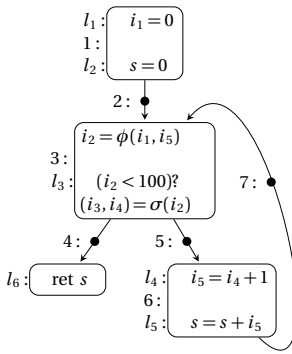 l₁: i₁=0
1:
l₂: s=0
2:
i₂=ϕ(i₁,i₅)
3:
l₃: (i₂<100)?
(i₃,i₄)=σ(i₂)
7:
4: 5:
l₆: ret s
l₄: i₅=i₄+1
6:
l₅: s=s+i₅